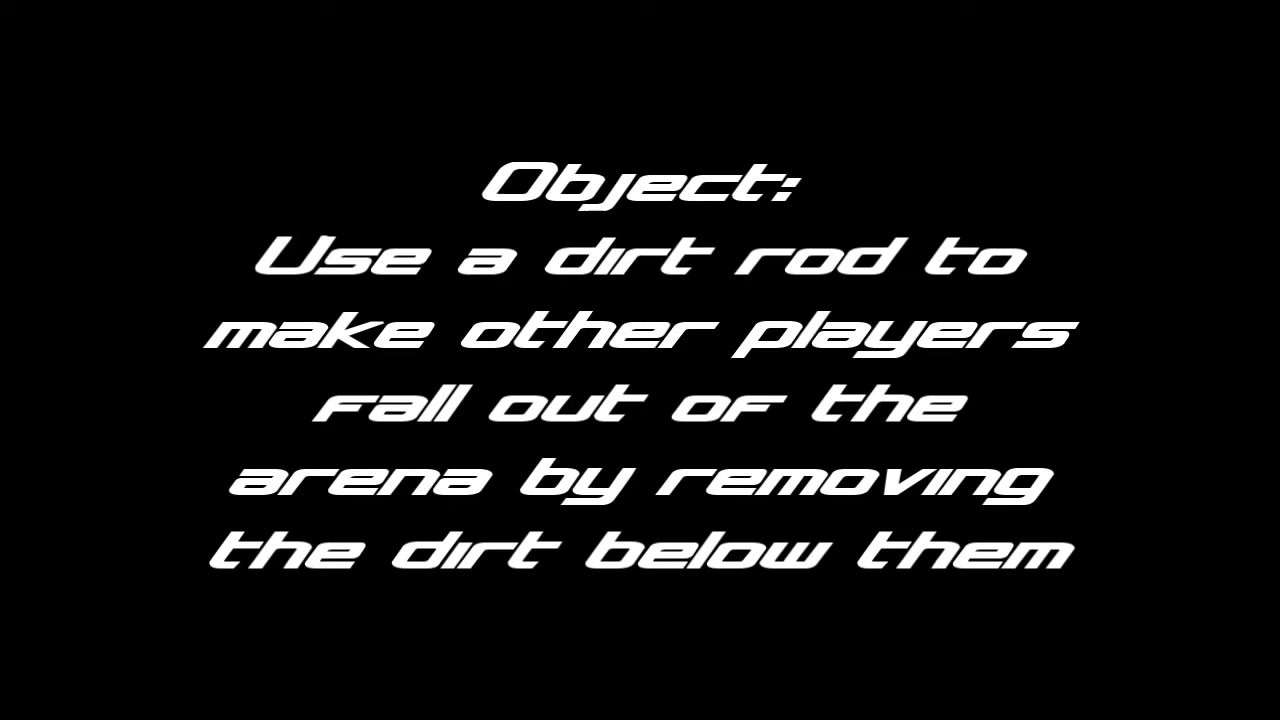 Object:
Use a dirt rod to
make other players
fall out of the
arena by removing
the dirt below them